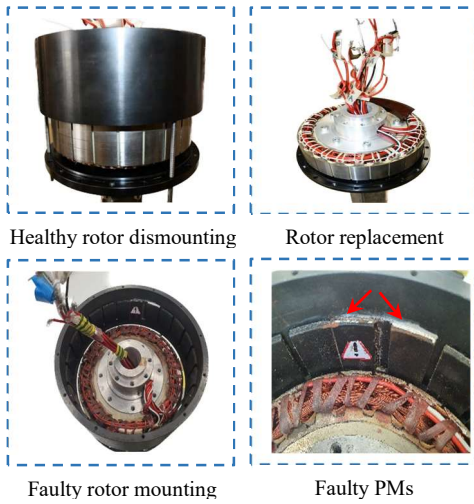 Healthy rotor dismounting
Rotor replacement
Faulty rotor mounting
Faulty PMs